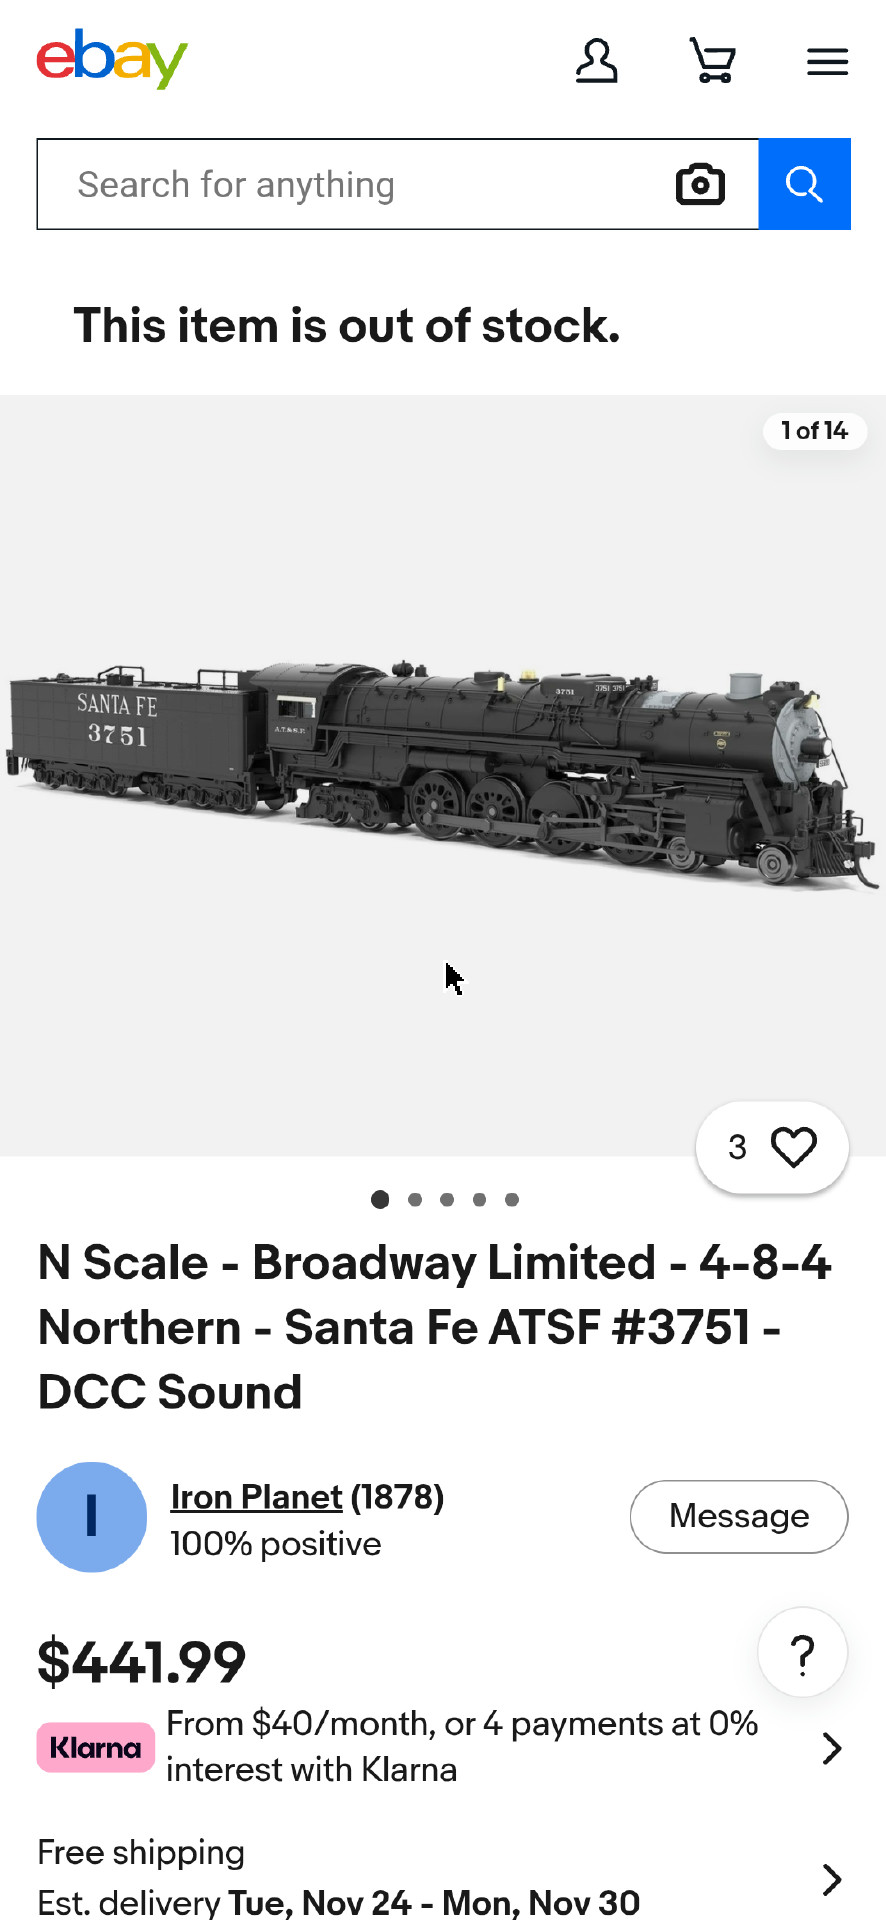 ebay
Search for anything
This item is out of stock.
1 of 14
SANTA FE
3751
A.T.&S.F.
3751
3751 3751
3
N Scale - Broadway Limited - 4-8-4
Northern - Santa Fe ATSF #3751 -
DCC Sound
I
Iron Planet (1878)
100% positive
Message
$441.99
?
Klarna
From $40/month, or 4 payments at 0%
interest with Klarna
Free shipping
Est. delivery Tue, Nov 24 - Mon, Nov 30